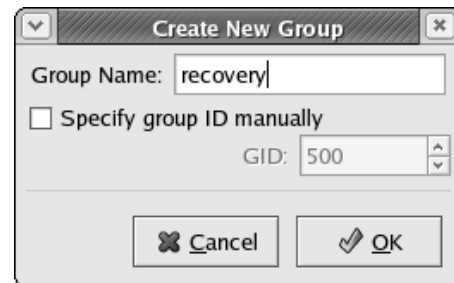 Create New Group
Group Name: recovery
Specify group ID manually
GID: 500
Cancel OK